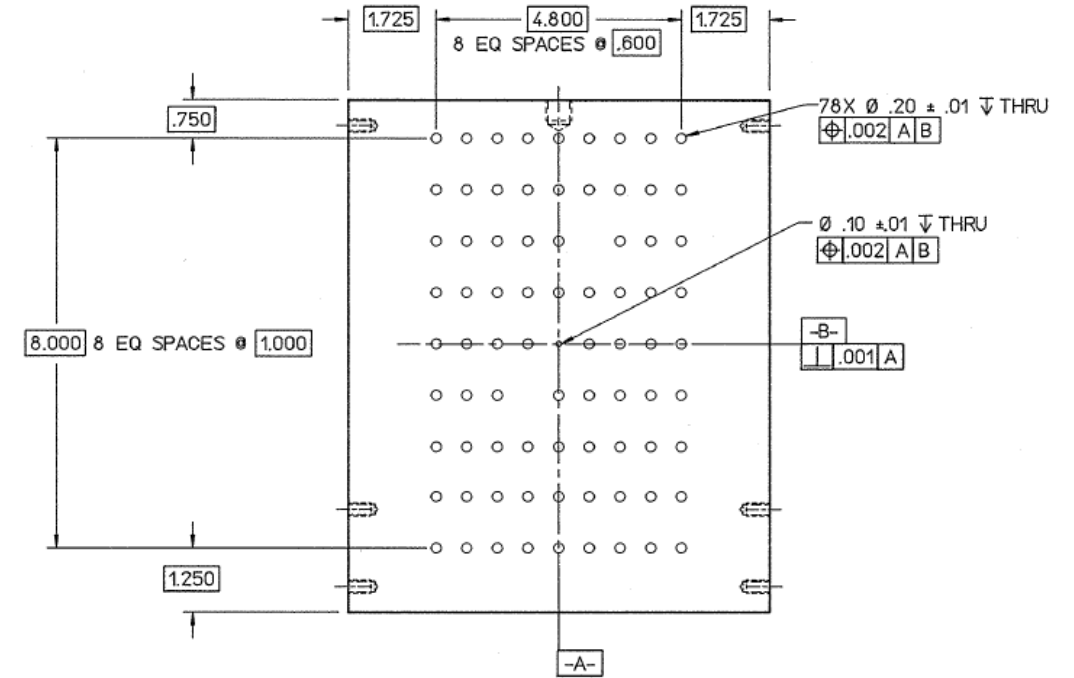 1.725 4.800 1.725
8 EQ SPACES @ .600
.750
78X Ø .20 ± .01 ↧ THRU
⌖ .002 A B
Ø .10 ±.01 ↧ THRU
⌖ .002 A B
8.000 8 EQ SPACES @ 1.000
-B-
⊥ .001 A
1.250
-A-